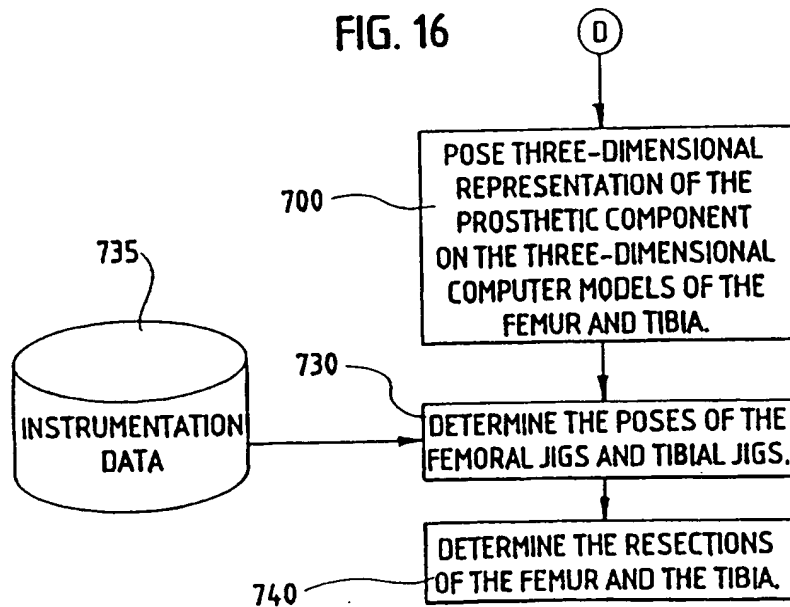 FIG. 16
D
POSE THREE-DIMENSIONAL
REPRESENTATION OF THE
PROSTHETIC COMPONENT
ON THE THREE-DIMENSIONAL
COMPUTER MODELS OF THE
FEMUR AND TIBIA.
700
735
INSTRUMENTATION
DATA
730
DETERMINE THE POSES OF THE
FEMORAL JIGS AND TIBIAL JIGS.
DETERMINE THE RESECTIONS
OF THE FEMUR AND THE TIBIA.
740